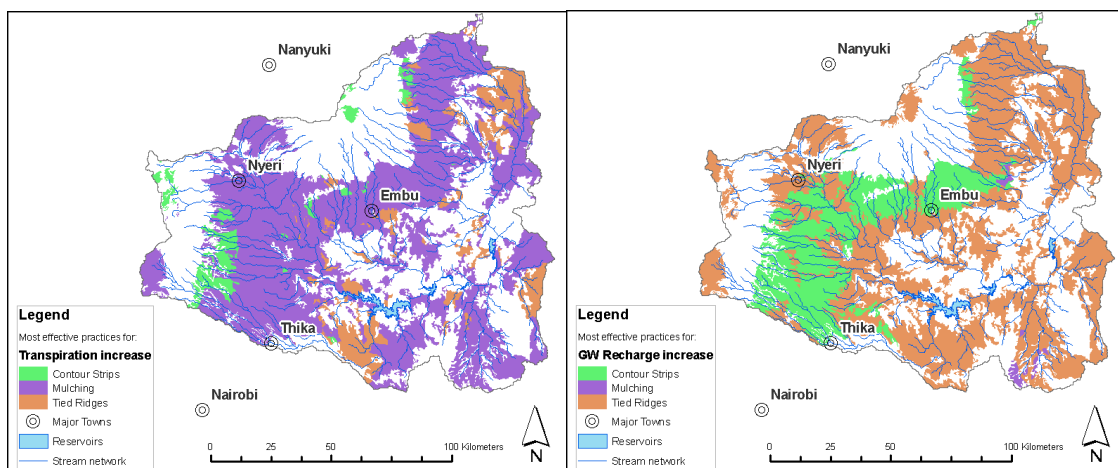 Nanyuki
Nyeri
Embu
Thika
Nairobi
Legend
Most effective practices for:
Transpiration increase
Contour Strips
Mulching
Tied Ridges
Major Towns
Reservoirs
Stream network
0 25 50 100 Kilometers
N
Nanyuki
Nyeri
Embu
Thika
Nairobi
Legend
Most effective practices for:
GW Recharge increase
Contour Strips
Mulching
Tied Ridges
Major Towns
Reservoirs
Stream network
0 25 50 100 Kilometers
N